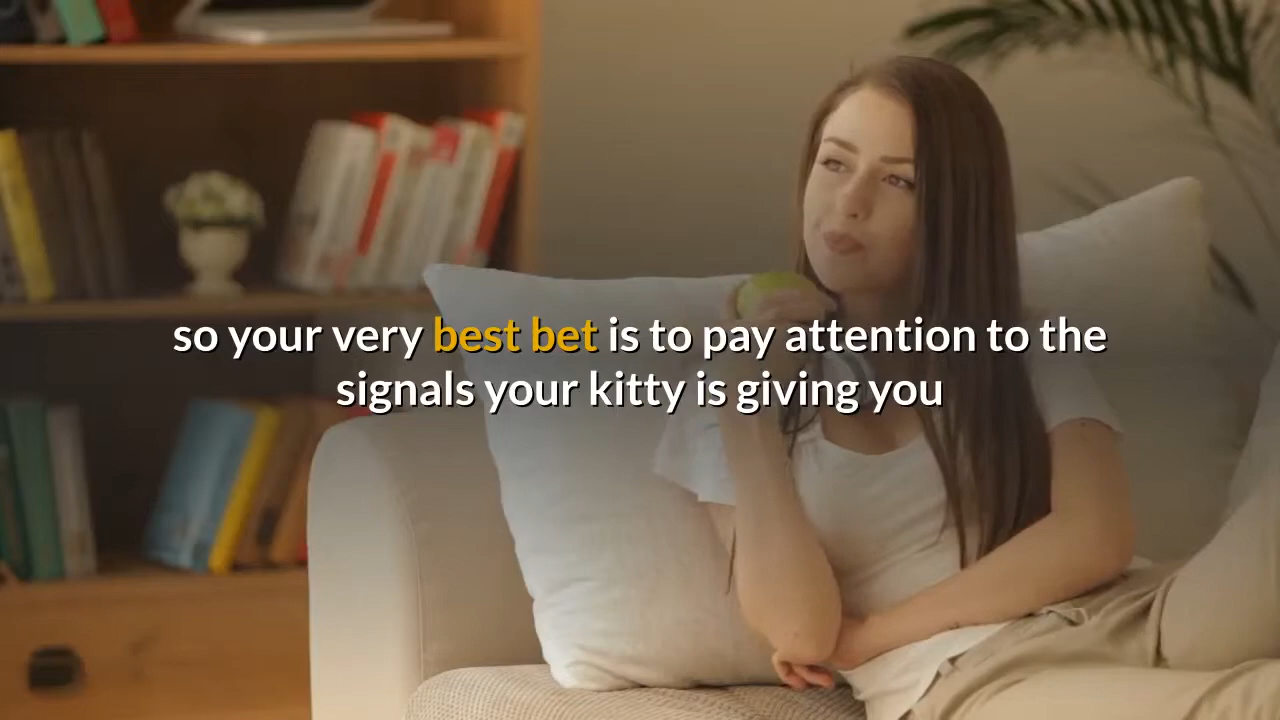 so your very best bet is to pay attention to the
signals your kitty is giving you